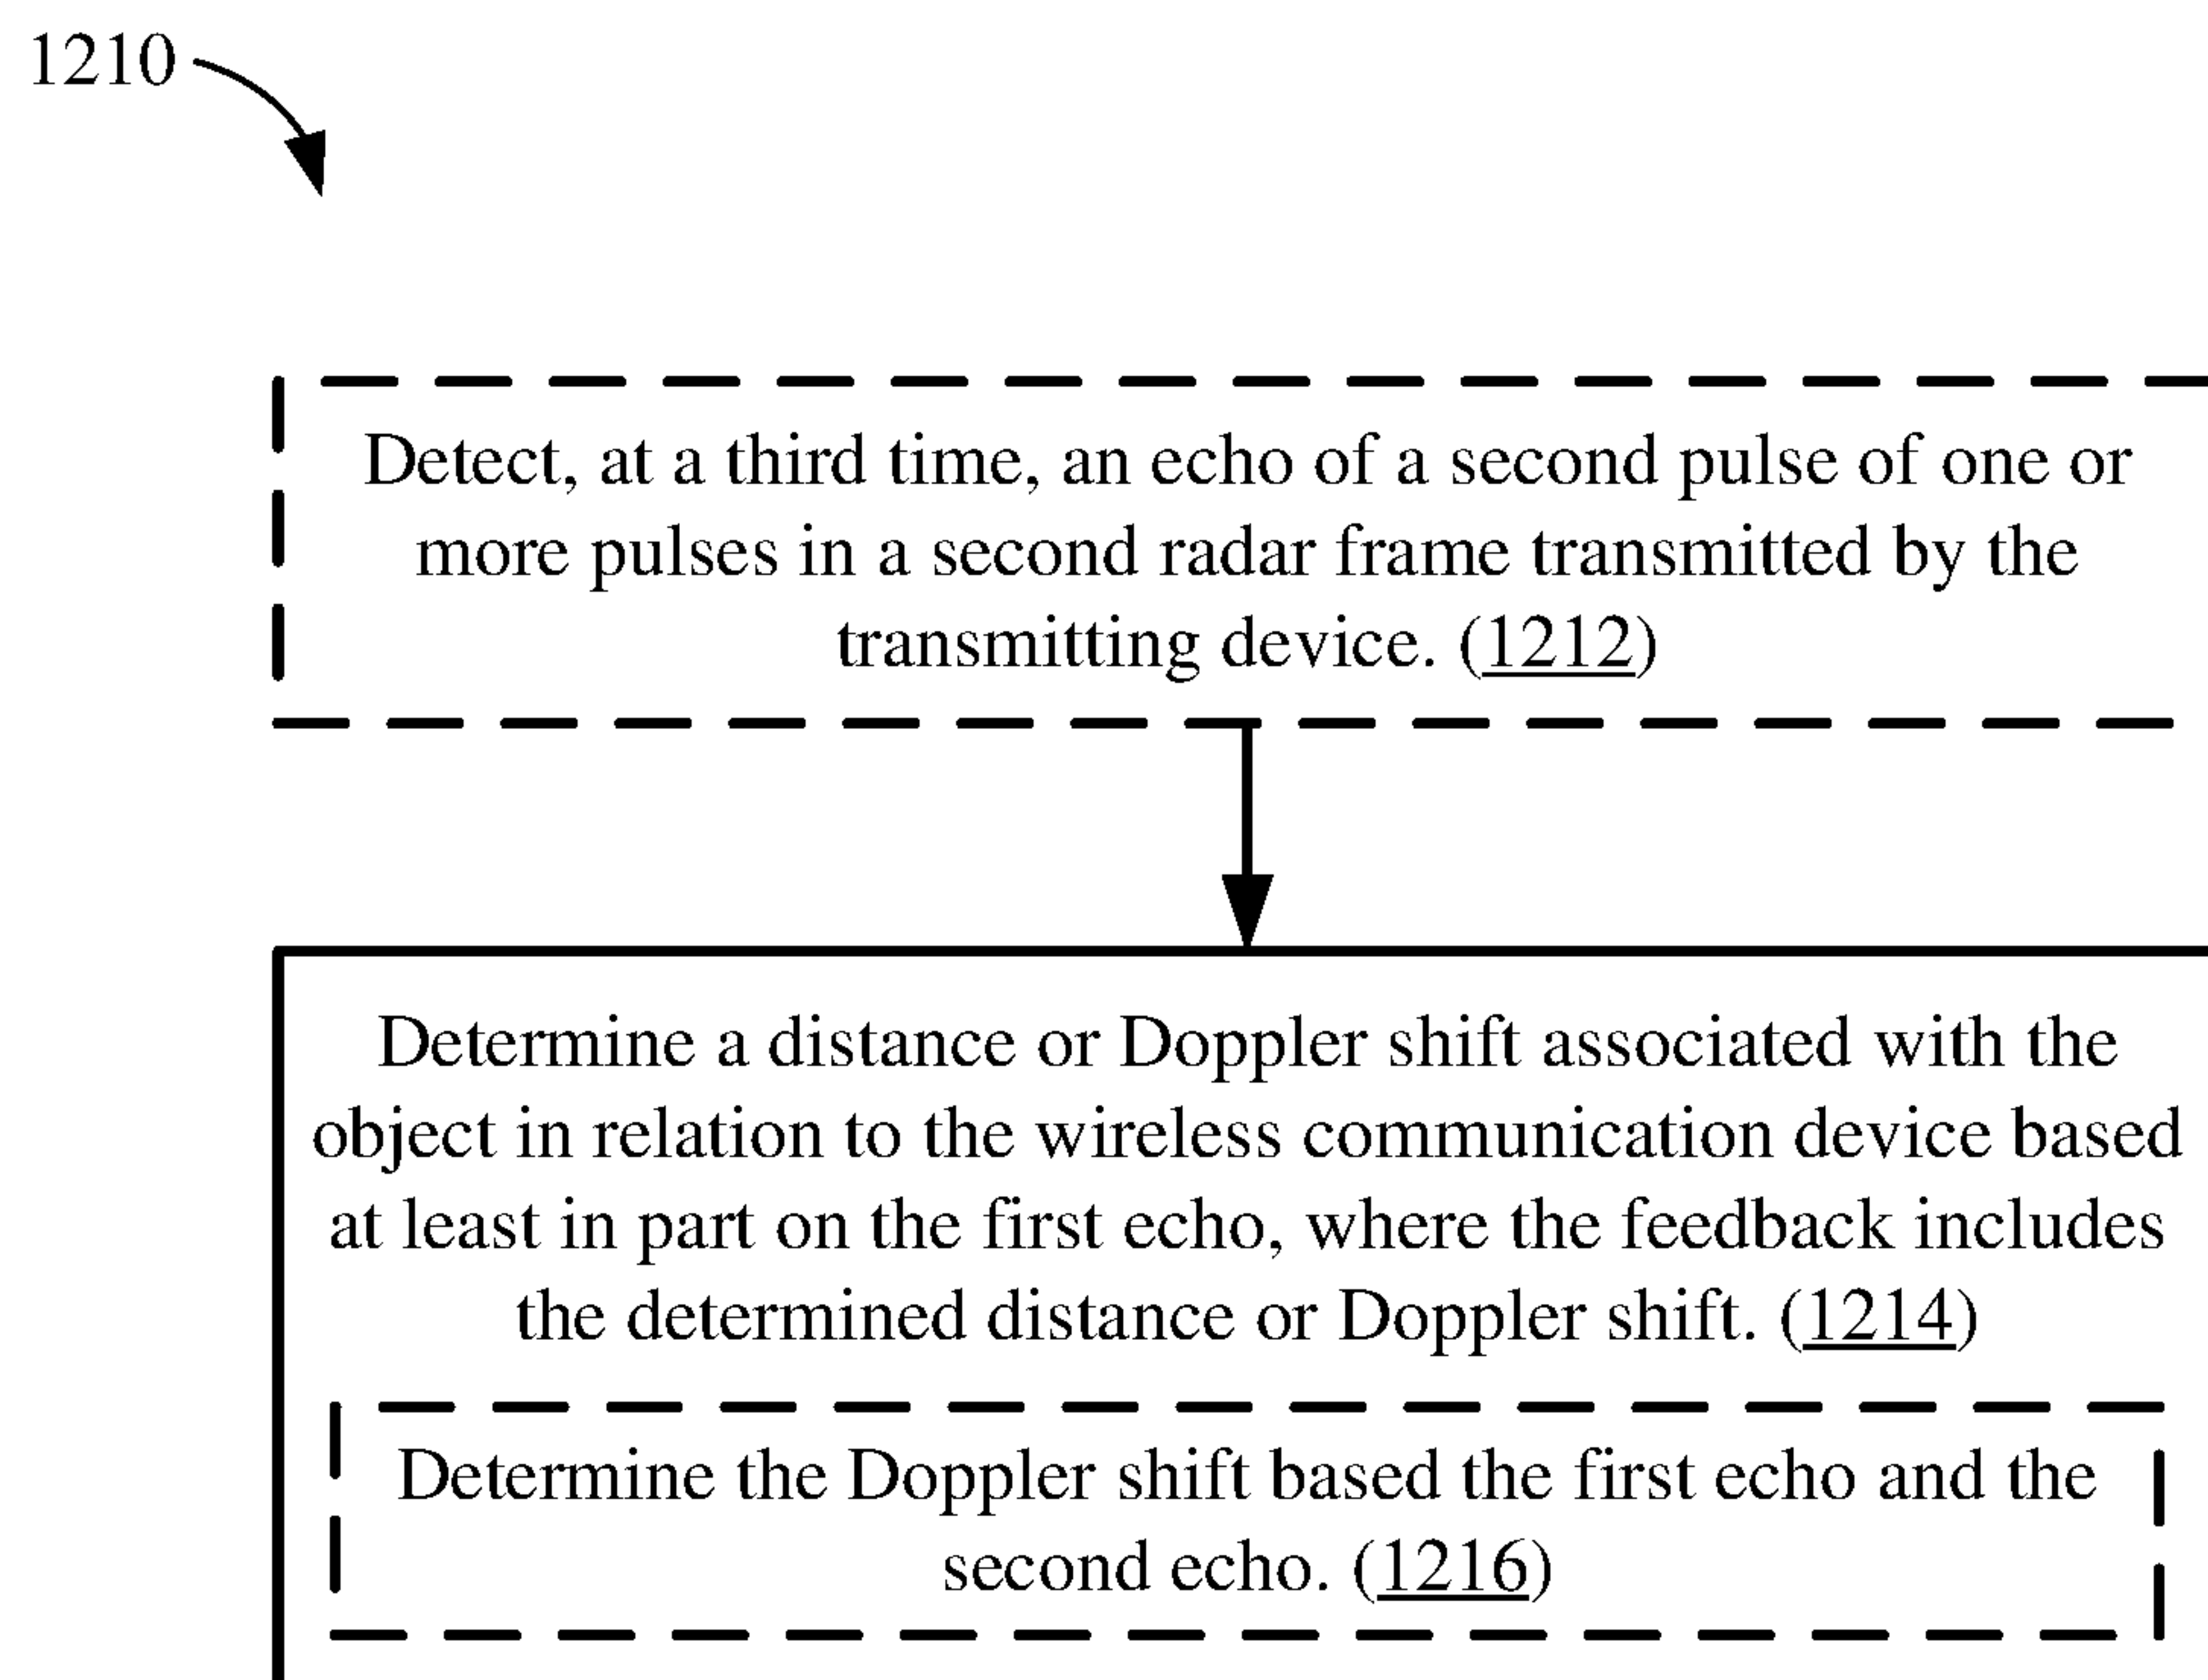 1210
Detect, at a third time, an echo of a second pulse of one or
more pulses in a second radar frame transmitted by the
transmitting device. (1212)
Determine a distance or Doppler shift associated with the
object in relation to the wireless communication device based
at least in part on the first echo, where the feedback includes
the determined distance or Doppler shift. (1214)
Determine the Doppler shift based the first echo and the
second echo. (1216)